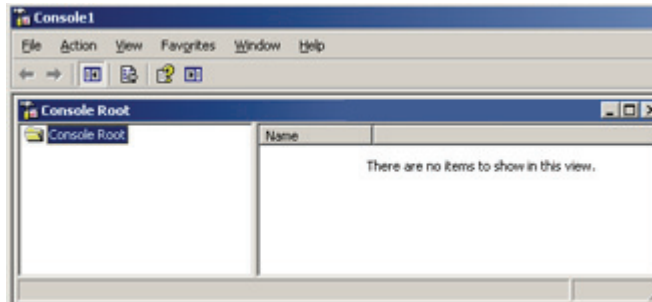 Console1
File Action View Favorites Window Help
Console Root
Console Root
Name
There are no items to show in this view.